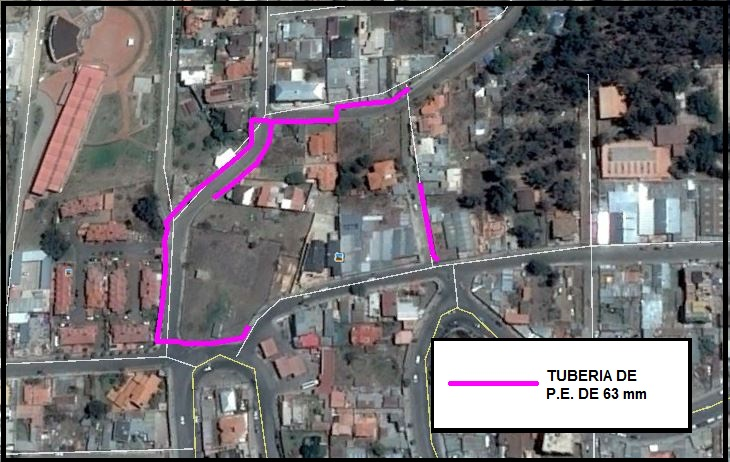 TUBERIA DE
P.E. DE 63 mm